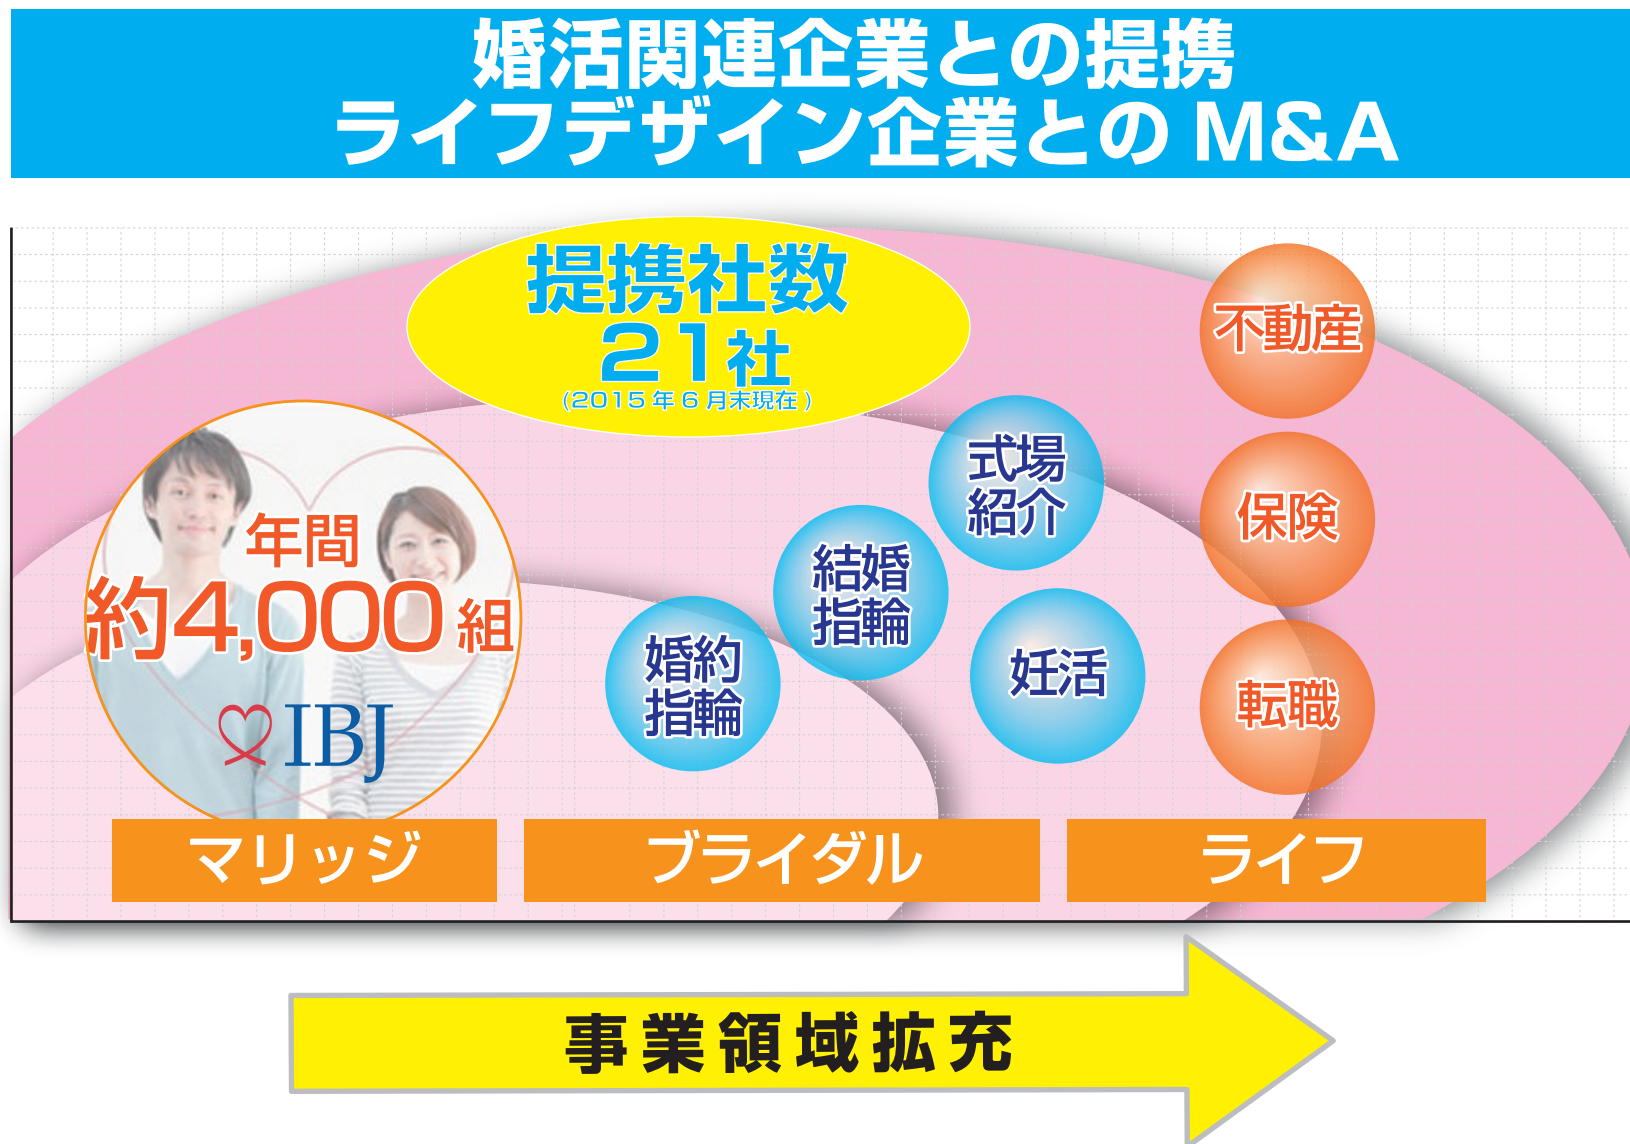 婚活関連企業との提携
ライフデザイン企業とのM&A
提携社数
21社
(2015年6月末現在)
年間
約4,000組
IBJ
婚約
指輪
結婚
指輪
式場
紹介
妊活
不動産
保険
転職
マリッジ
ブライダル
ライフ
事業領域拡充